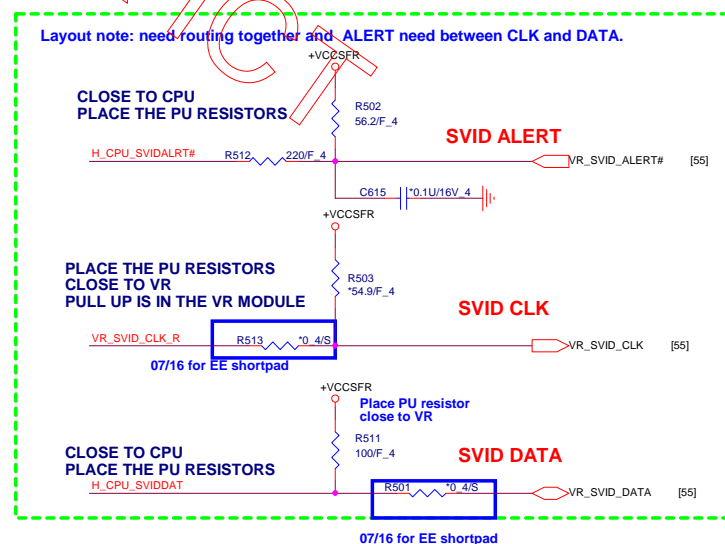 Layout note: need routing together and  ALERT need between CLK and DATA.
+VCCSFR
CLOSE TO CPU
PLACE THE PU RESISTORS
R502
56.2/F_4
SVID ALERT
H_CPU_SVIDALRT#
R512
220/F_4
VR_SVID_ALERT#
[55]
C615
*0.1U/16V_4
+VCCSFR
PLACE THE PU RESISTORS
CLOSE TO VR
PULL UP IS IN THE VR MODULE
R503
*54.9/F_4
SVID CLK
VR_SVID_CLK_R
R513
*0_4/S
VR_SVID_CLK
[55]
07/16 for EE shortpad
+VCCSFR
Place PU resistor
close to VR
R511
100/F_4
CLOSE TO CPU
PLACE THE PU RESISTORS
SVID DATA
H_CPU_SVIDDAT
R501
*0_4/S
VR_SVID_DATA
[55]
07/16 for EE shortpad